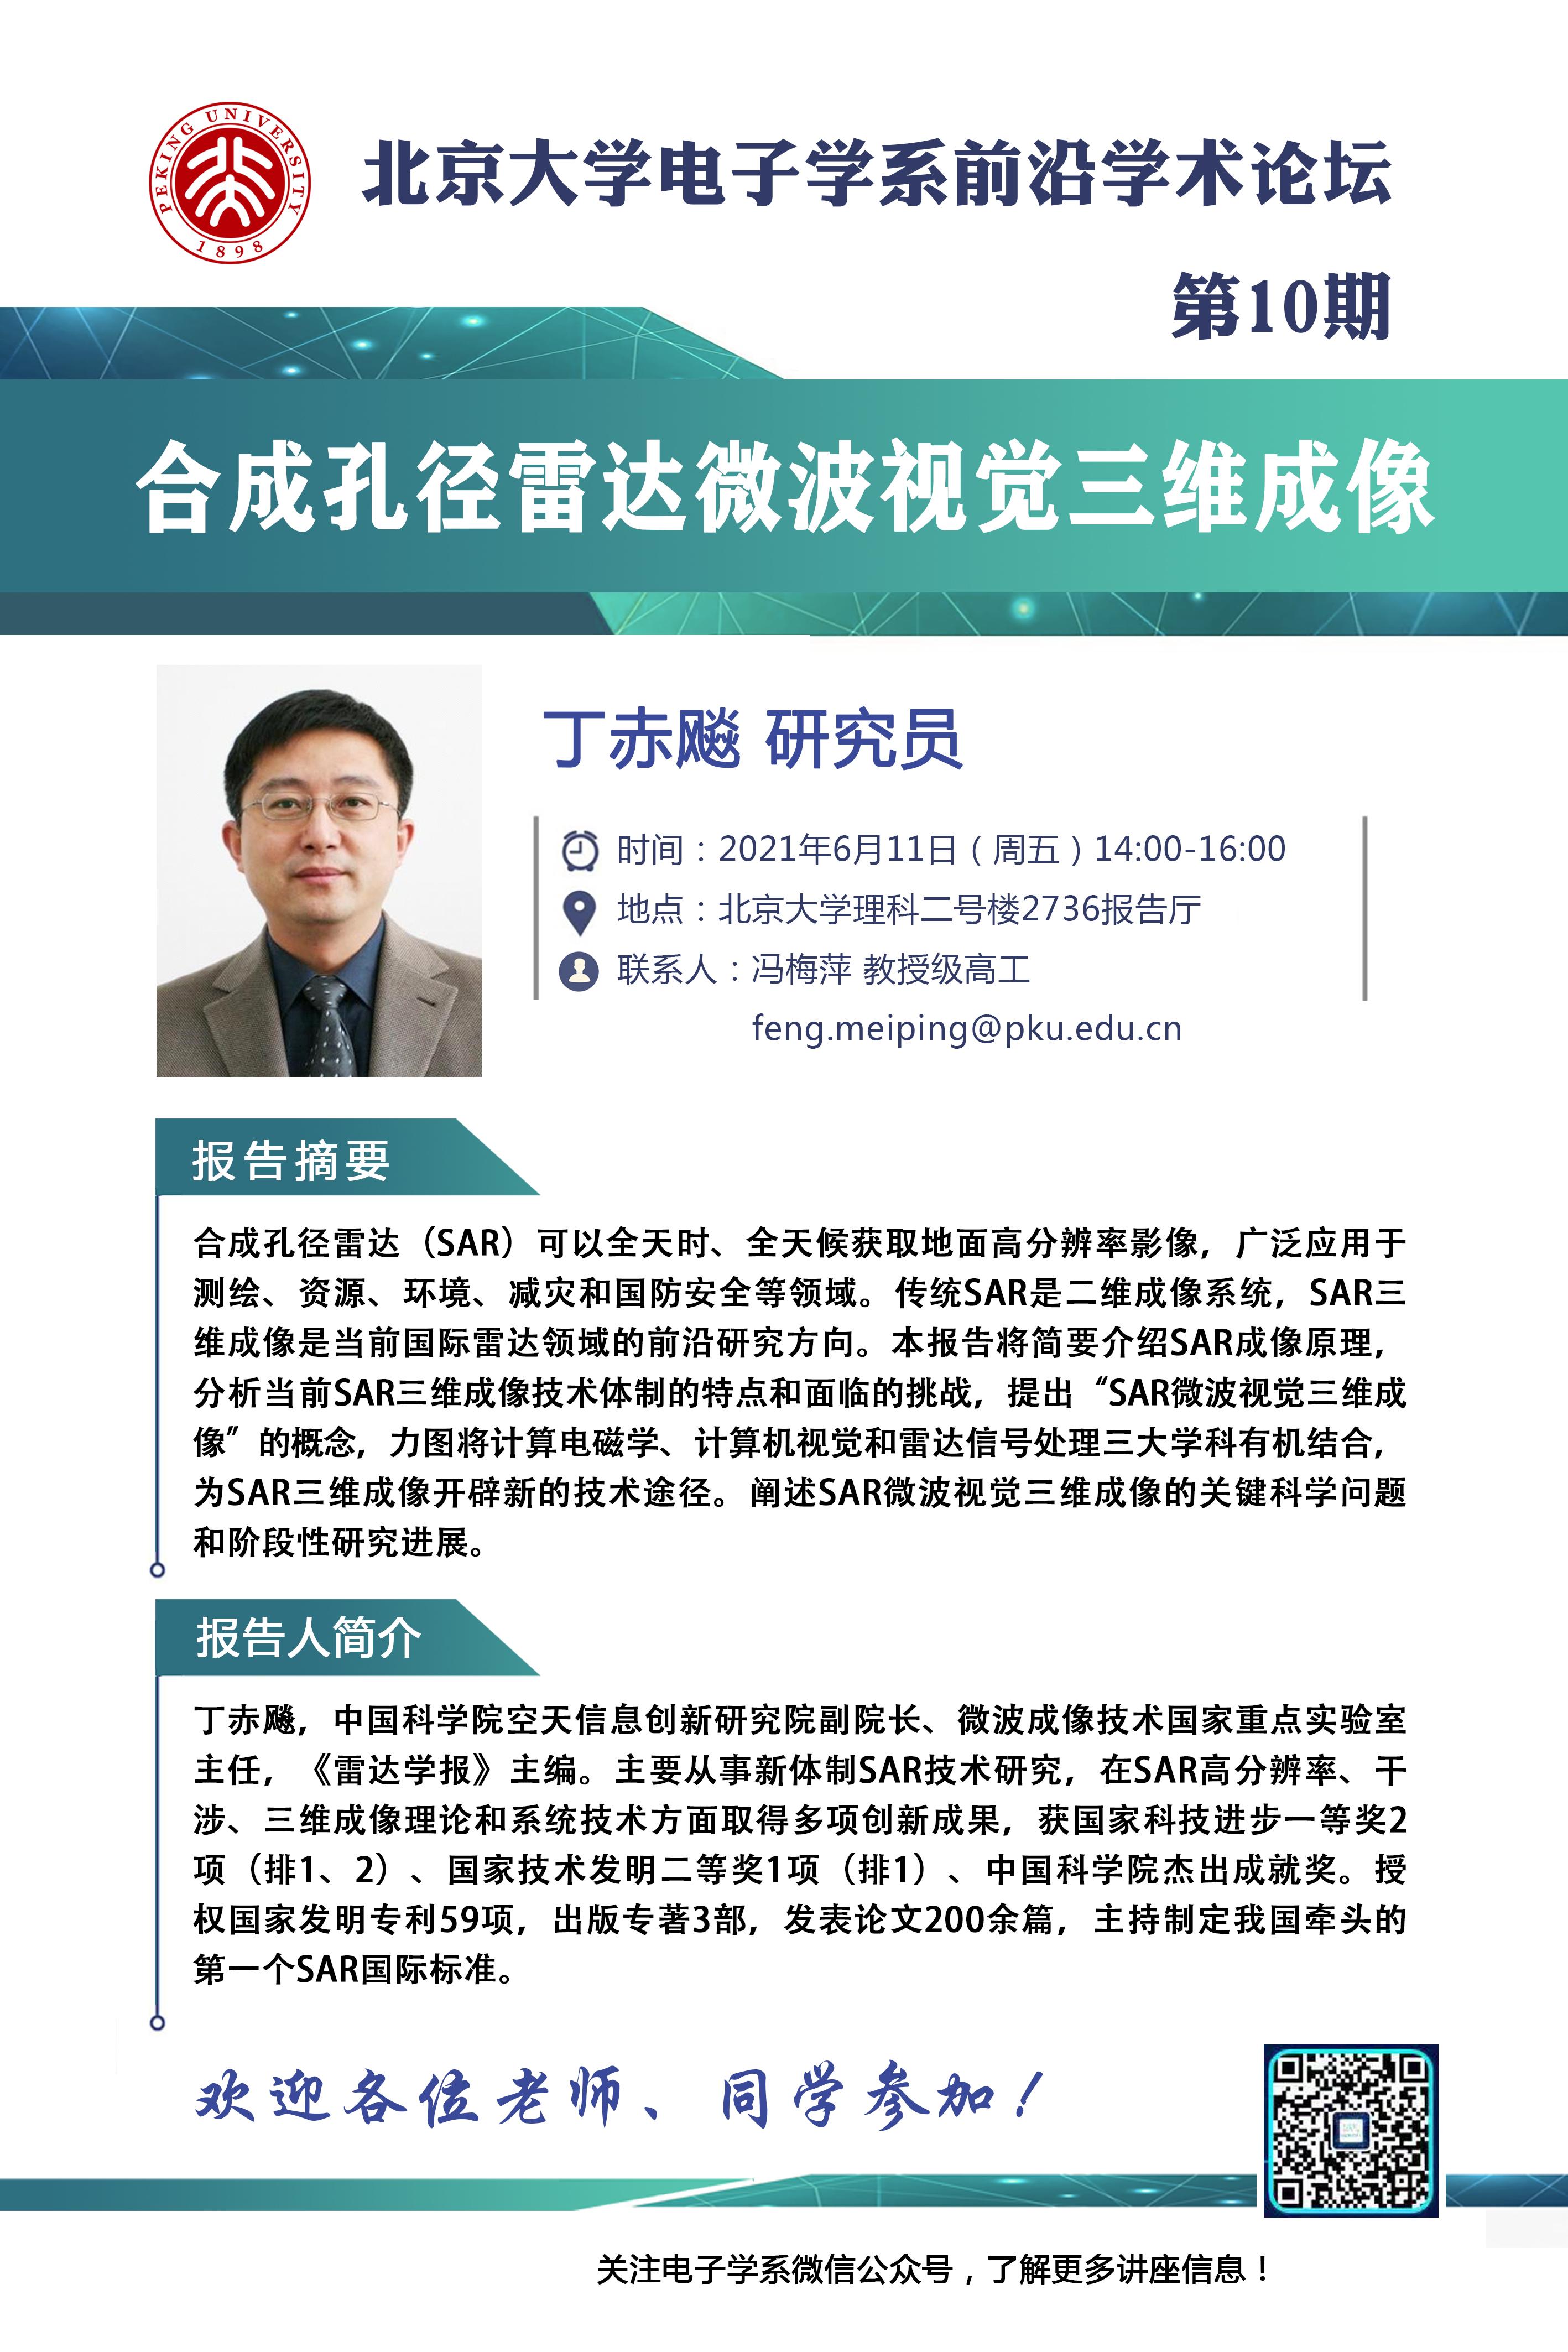 PEKING UNIVERSITY
1898
北京大学电子学系前沿学术论坛
第10期
合成孔径雷达微波视觉三维成像
丁赤飚 研究员
时间：2021年6月11日（周五）14:00-16:00
地点：北京大学理科二号楼2736报告厅
联系人：冯梅萍 教授级高工
feng.meiping@pku.edu.cn
报告摘要
合成孔径雷达（SAR）可以全天时、全天候获取地面高分辨率影像，广泛应用于
测绘、资源、环境、减灾和国防安全等领域。传统SAR是二维成像系统，SAR三
维成像是当前国际雷达领域的前沿研究方向。本报告将简要介绍SAR成像原理，
分析当前SAR三维成像技术体制的特点和面临的挑战，提出“SAR微波视觉三维成
像”的概念，力图将计算电磁学、计算机视觉和雷达信号处理三大学科有机结合，
为SAR三维成像开辟新的技术途径。阐述SAR微波视觉三维成像的关键科学问题
和阶段性研究进展。
报告人简介
丁赤飚，中国科学院空天信息创新研究院副院长、微波成像技术国家重点实验室
主任，《雷达学报》主编。主要从事新体制SAR技术研究，在SAR高分辨率、干
涉、三维成像理论和系统技术方面取得多项创新成果，获国家科技进步一等奖2
项（排1、2）、国家技术发明二等奖1项（排1）、中国科学院杰出成就奖。授
权国家发明专利59项，出版专著3部，发表论文200余篇，主持制定我国牵头的
第一个SAR国际标准。
欢迎各位老师、同学参加！
关注电子学系微信公众号，了解更多讲座信息！